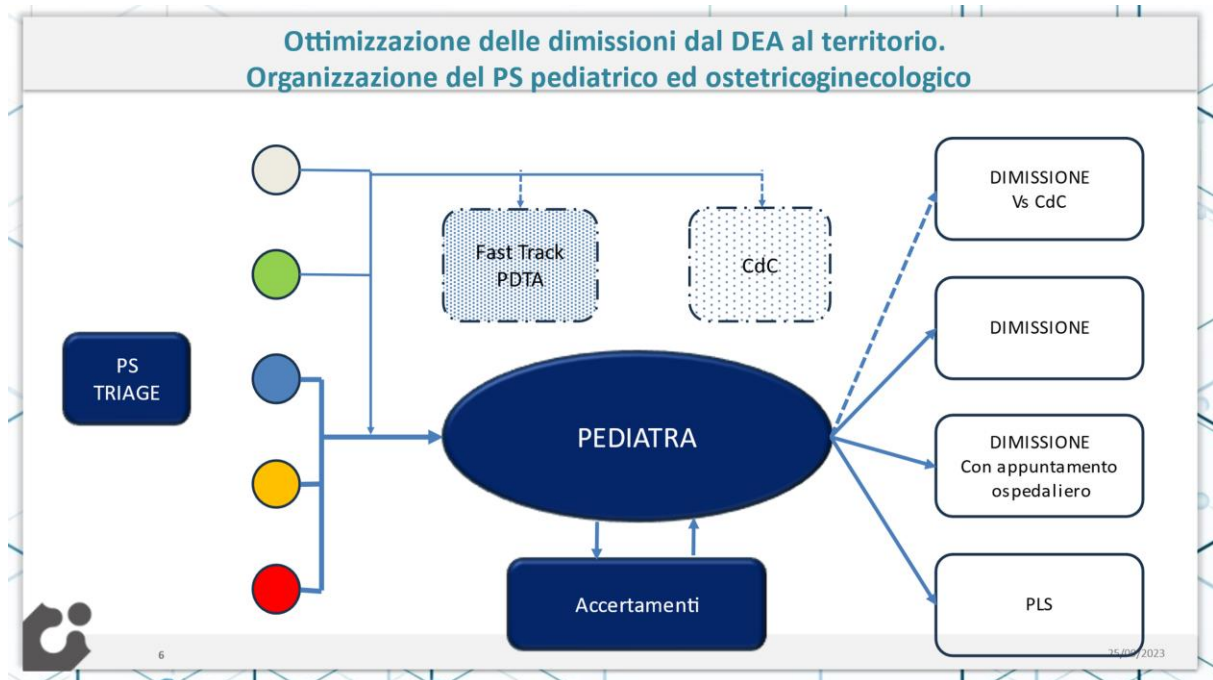 Ottimizzazione delle dimissioni dal DEA al territorio.
Organizzazione del PS pediatrico ed ostetricoginecologico
PS
TRIAGE
Fast Track
PDTA
CdC
PEDIATRA
Accertamenti
DIMISSIONE
Vs CdC
DIMISSIONE
DIMISSIONE
Con appuntamento
ospedaliero
PLS
6